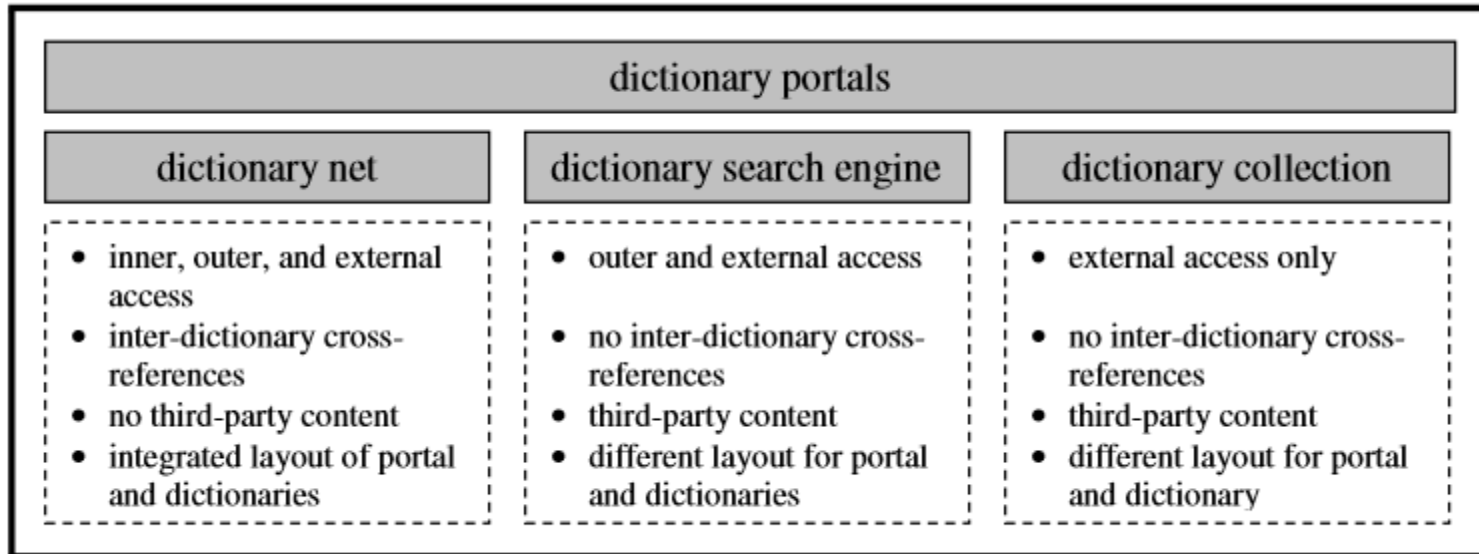 dictionary portals
dictionary net
• inner, outer, and external
access
• inter-dictionary cross-
references
• no third-party content
• integrated layout of portal
and dictionaries
dictionary search engine
• outer and external access
• no inter-dictionary cross-
references
• third-party content
• different layout for portal
and dictionaries
dictionary collection
• external access only
• no inter-dictionary cross-
references
• third-party content
• different layout for portal
and dictionary